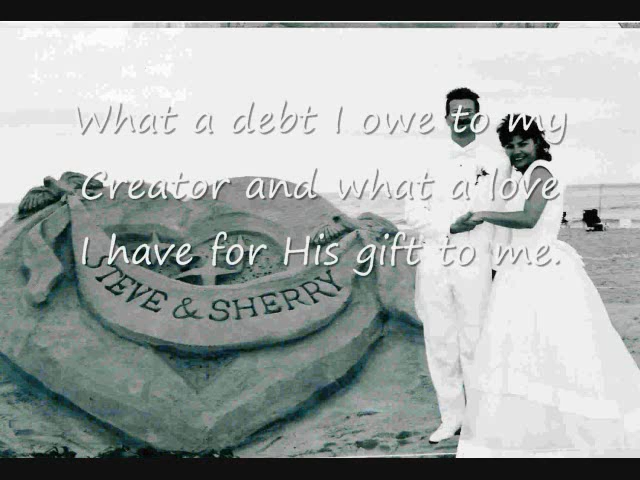 What a debt I owe to my
Creator and what a love
I have for His gift to me.
STEVE & SHERRY